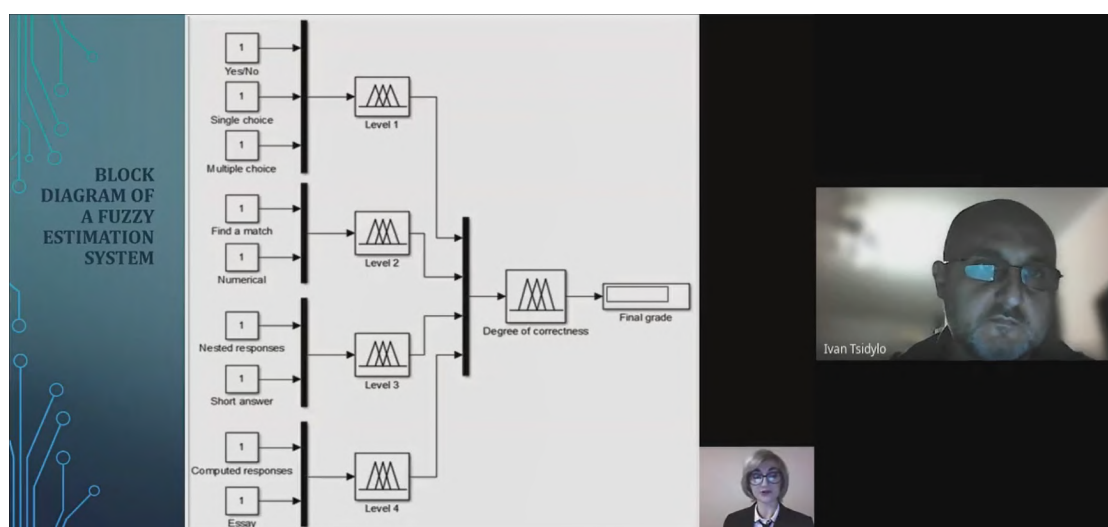 BLOCK
DIAGRAM OF
A FUZZY
ESTIMATION
SYSTEM
1
Yes/No
1
Single choice
1
Multiple choice
Level 1
1
Find a match
1
Numerical
Level 2
1
Nested responses
1
Short answer
Level 3
1
Computed responses
1
Essay
Level 4
Degree of correctness
Final grade
Ivan Tsidylo